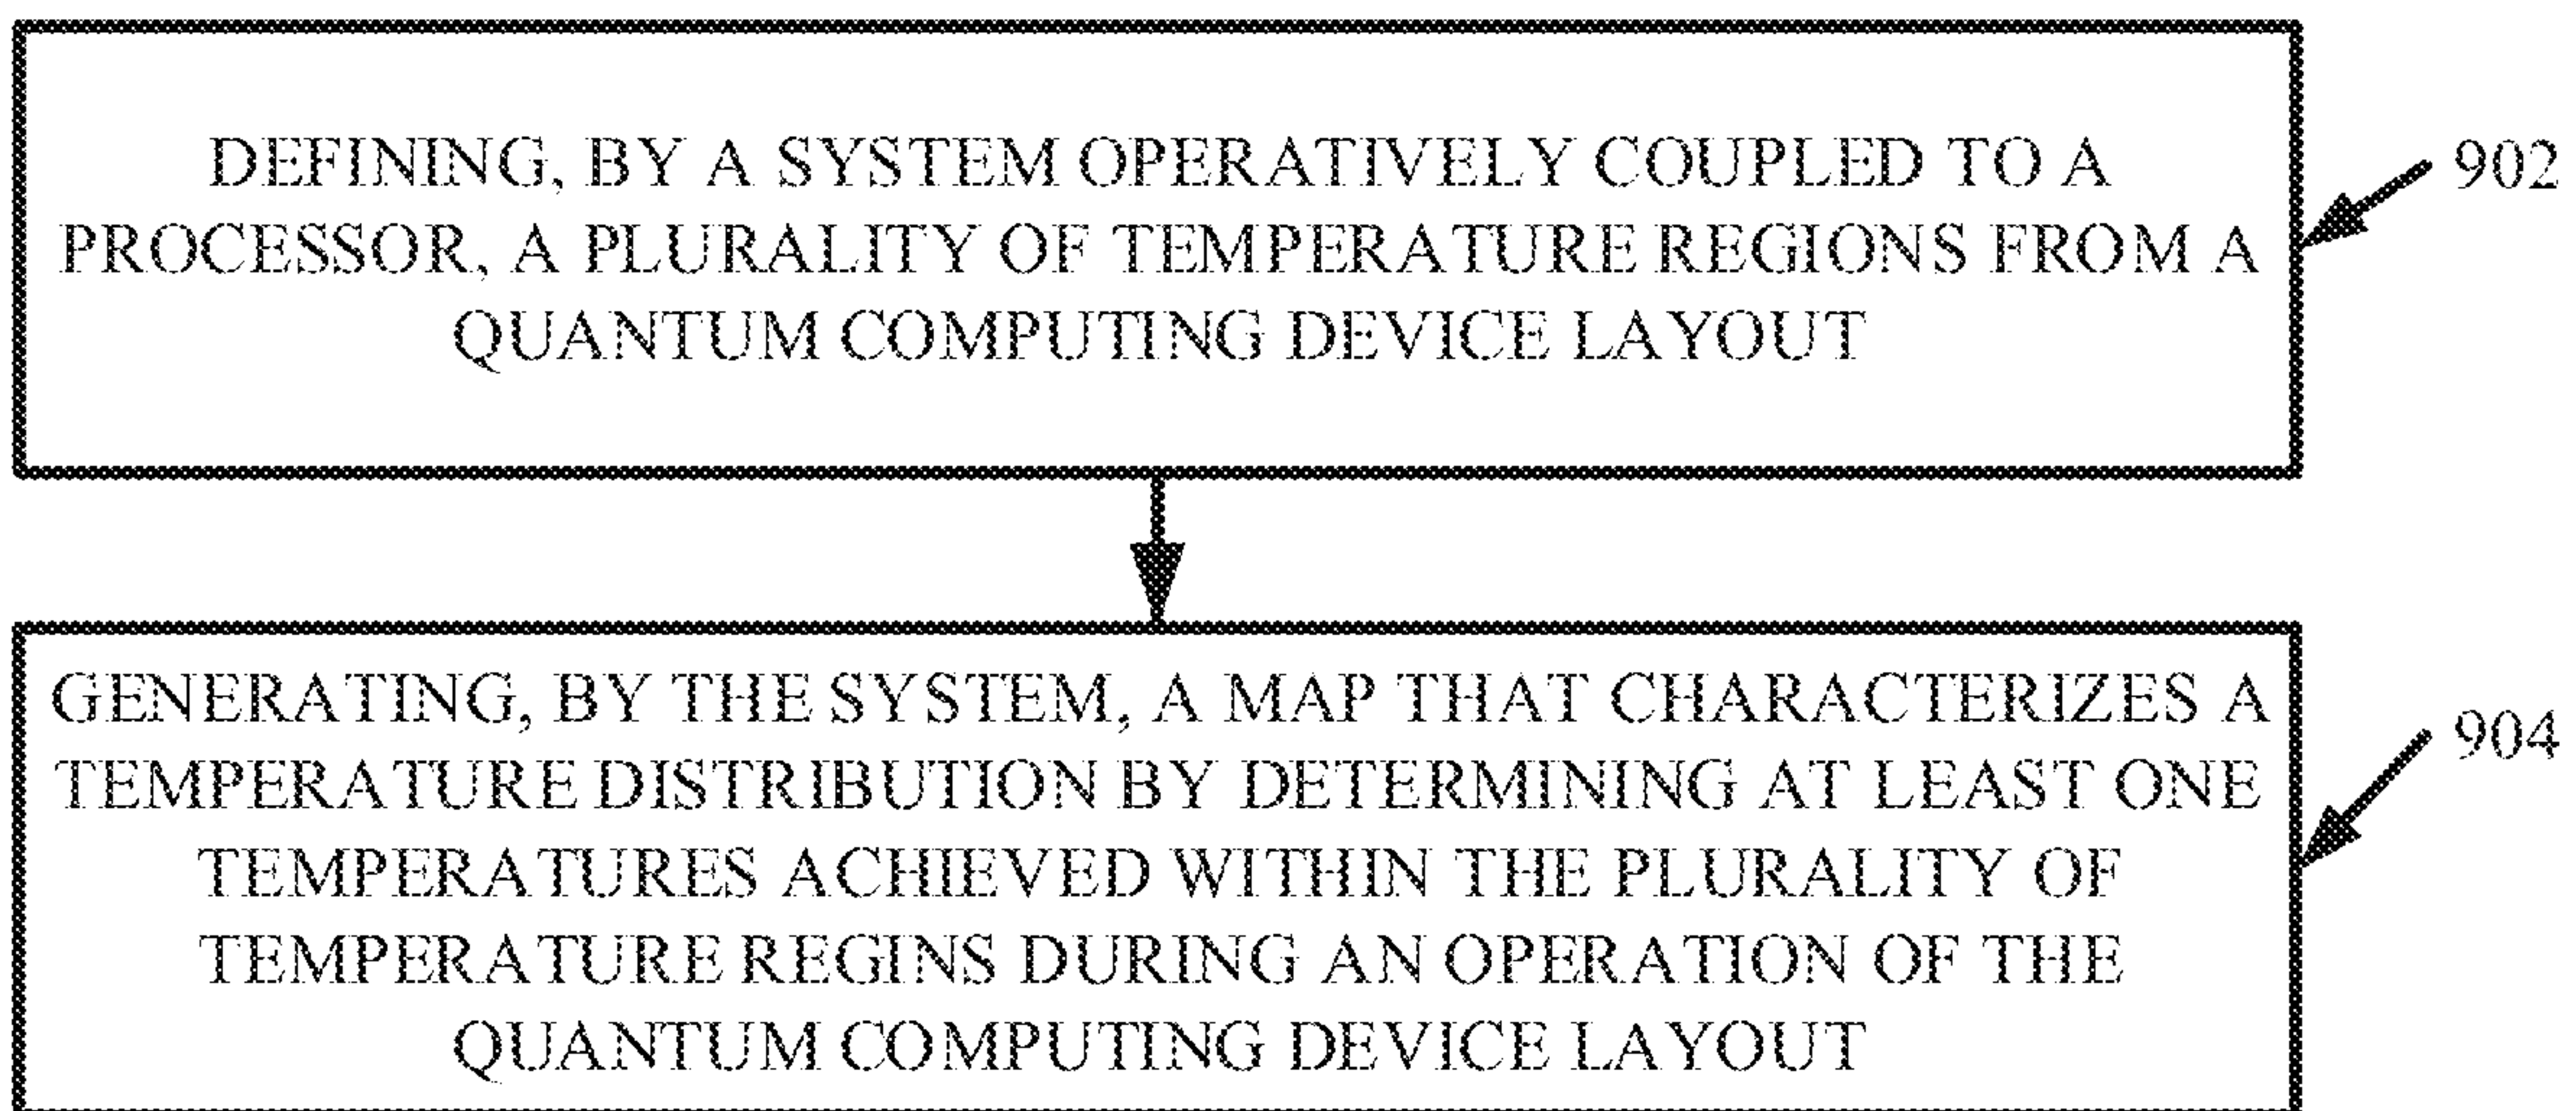 DEFINING, BY A SYSTEM OPERATIVELY COUPLED TO A
PROCESSOR, A PLURALITY OF TEMPERATURE REGIONS FROM A
QUANTUM COMPUTING DEVICE LAYOUT
902
GENERATING, BY THE SYSTEM, A MAP THAT CHARACTERIZES A
TEMPERATURE DISTRIBUTION BY DETERMINING AT LEAST ONE
TEMPERATURES ACHIEVED WITHIN THE PLURALITY OF
TEMPERATURE REGINS DURING AN OPERATION OF THE
QUANTUM COMPUTING DEVICE LAYOUT
904